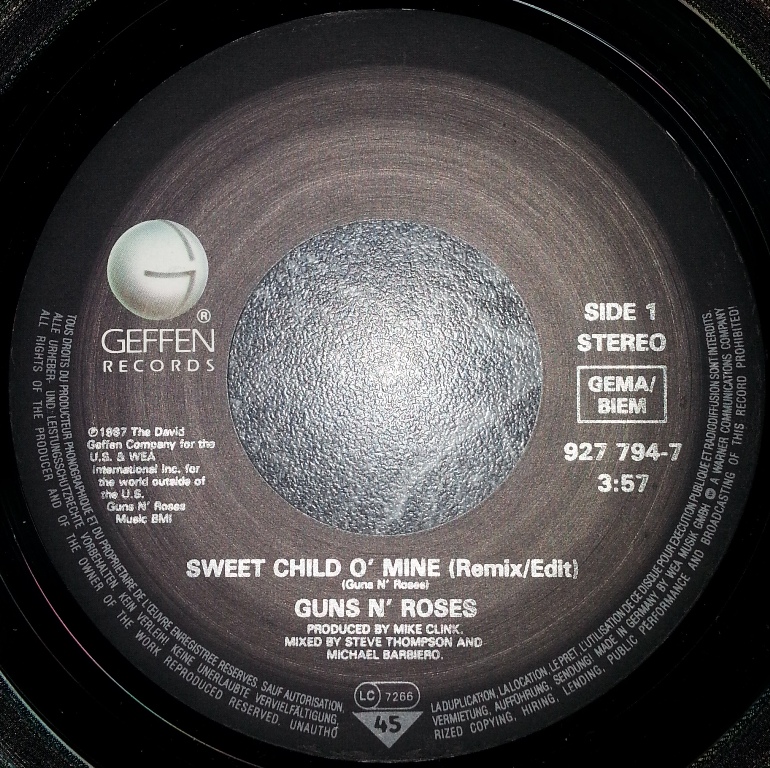 ®
GEFFEN
RECORDS
℗1987 The David
Geffen Company for the
U.S. & WEA
International Inc. for
the world outside of
the U.S.
Guns N' Roses
Music BMI
SIDE 1
STEREO
GEMA/
BIEM
927 794-7
3:57
SWEET CHILD O' MINE (Remix/Edit)
(Guns N' Roses)
GUNS N' ROSES
PRODUCED BY MIKE CLINK.
MIXED BY STEVE THOMPSON AND
MICHAEL BARBIERO.
LC 7266
45
TOUS DROITS DU PRODUCTEUR PHONOGRAPHIQUE ET DU PROPRIETAIRE DE L'ŒUVRE ENREGISTREE RESERVES. SAUF AUTORISATION, LA DUPLICATION, LA LOCATION, LE PRET, L'UTILISATION DE CE DISQUE POUR EXECUTION PUBLIQUE ET RADIODIFFUSION SONT INTERDITS.
ALLE URHEBER- UND LEISTUNGSSCHUTZRECHTE VORBEHALTEN. KEIN VERLEIH! KEINE UNERLAUBTE VERVIELFÄLTIGUNG, VERMIETUNG, AUFFÜHRUNG, SENDUNG! MADE IN GERMANY BY WEA MUSIK GMBH A WARNER COMMUNICATIONS COMPANY
ALL RIGHTS OF THE PRODUCER AND OF THE OWNER OF THE WORK REPRODUCED RESERVED. UNAUTHORIZED COPYING, HIRING, LENDING, PUBLIC PERFORMANCE AND BROADCASTING OF THIS RECORD PROHIBITED!